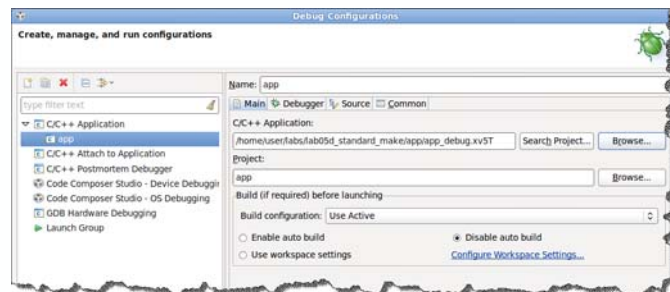 Debug Configurations
Create, manage, and run configurations
Name: app
type filter text
Main Debugger Source Common
C/C++ Application
C/C++ Application:
app
/home/user/labs/lab05d_standard_make/app/app_debug.xv5T Search Project... Browse...
C/C++ Attach to Application
Project:
C/C++ Postmortem Debugger
app Browse...
Code Composer Studio - Device Debuggin
Build (if required) before launching
Code Composer Studio - OS Debugging
Build configuration: Use Active
GDB Hardware Debugging
Launch Group
Enable auto build Disable auto build
Use workspace settings Configure Workspace Settings...